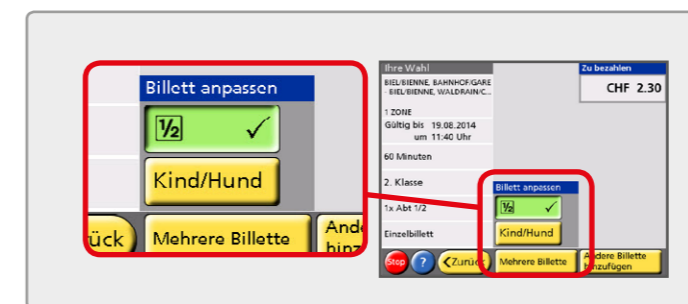 Billett anpassen
½ ✓
Kind/Hund
ück
Mehrere Billette
Ande
hinz
Ihre Wahl
BIEL/BIENNE, BAHNHOF/GARE
- BIEL/BIENNE, WALDRAIN/C...
1 ZONE
Gültig bis 19.08.2014
um 11:40 Uhr
60 Minuten
2. Klasse
1x Abt 1/2
Einzelbillett
Zu bezahlen
CHF 2.30
Billett anpassen
½ ✓
Kind/Hund
Stop
?
Zurück
Mehrere Billette
Andere Billette
hinzufügen